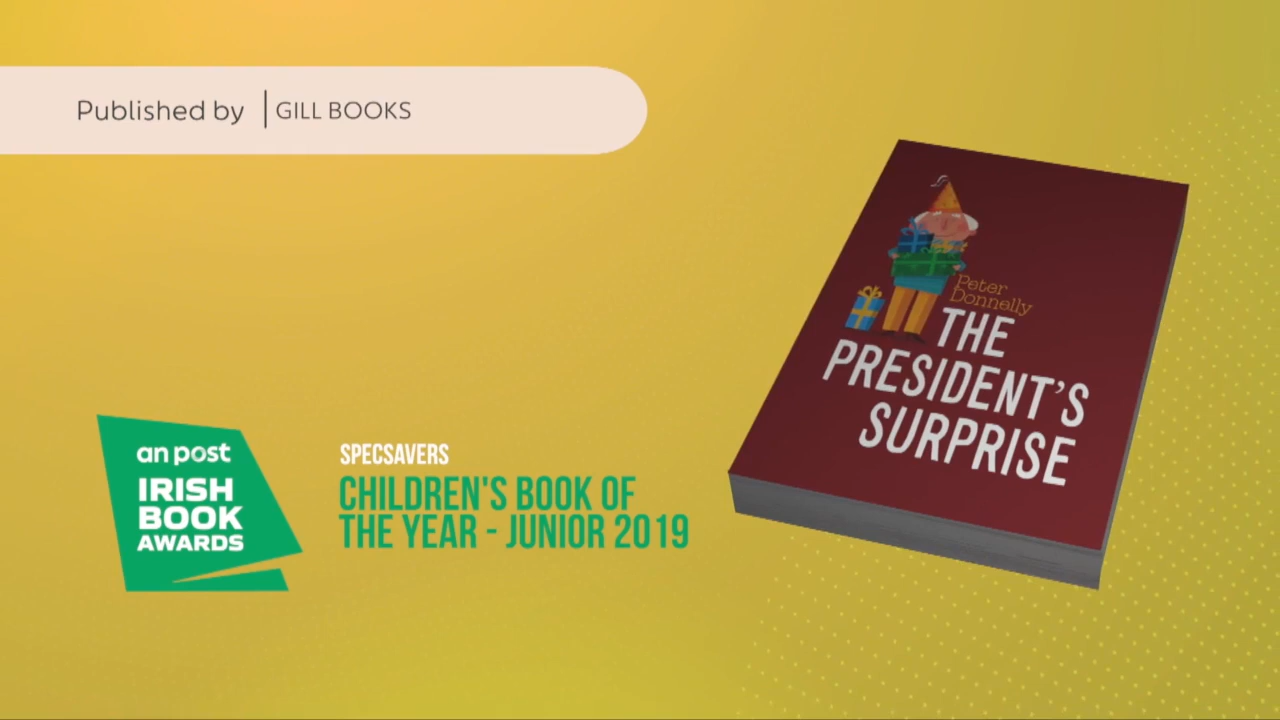 Published by | GILL BOOKS
Peter
Donnelly
THE
PRESIDENT'S
SURPRISE
an post
IRISH
BOOK
AWARDS
SPECSAVERS
CHILDREN'S BOOK OF
THE YEAR - JUNIOR 2019